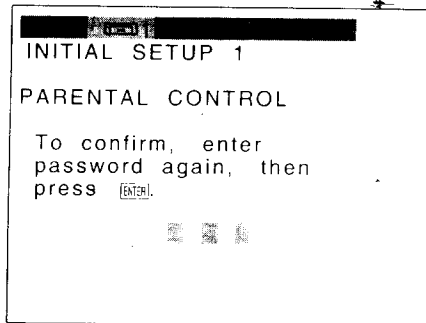 INITIAL SETUP 1
PARENTAL CONTROL
To confirm, enter
password again, then
press ENTER.